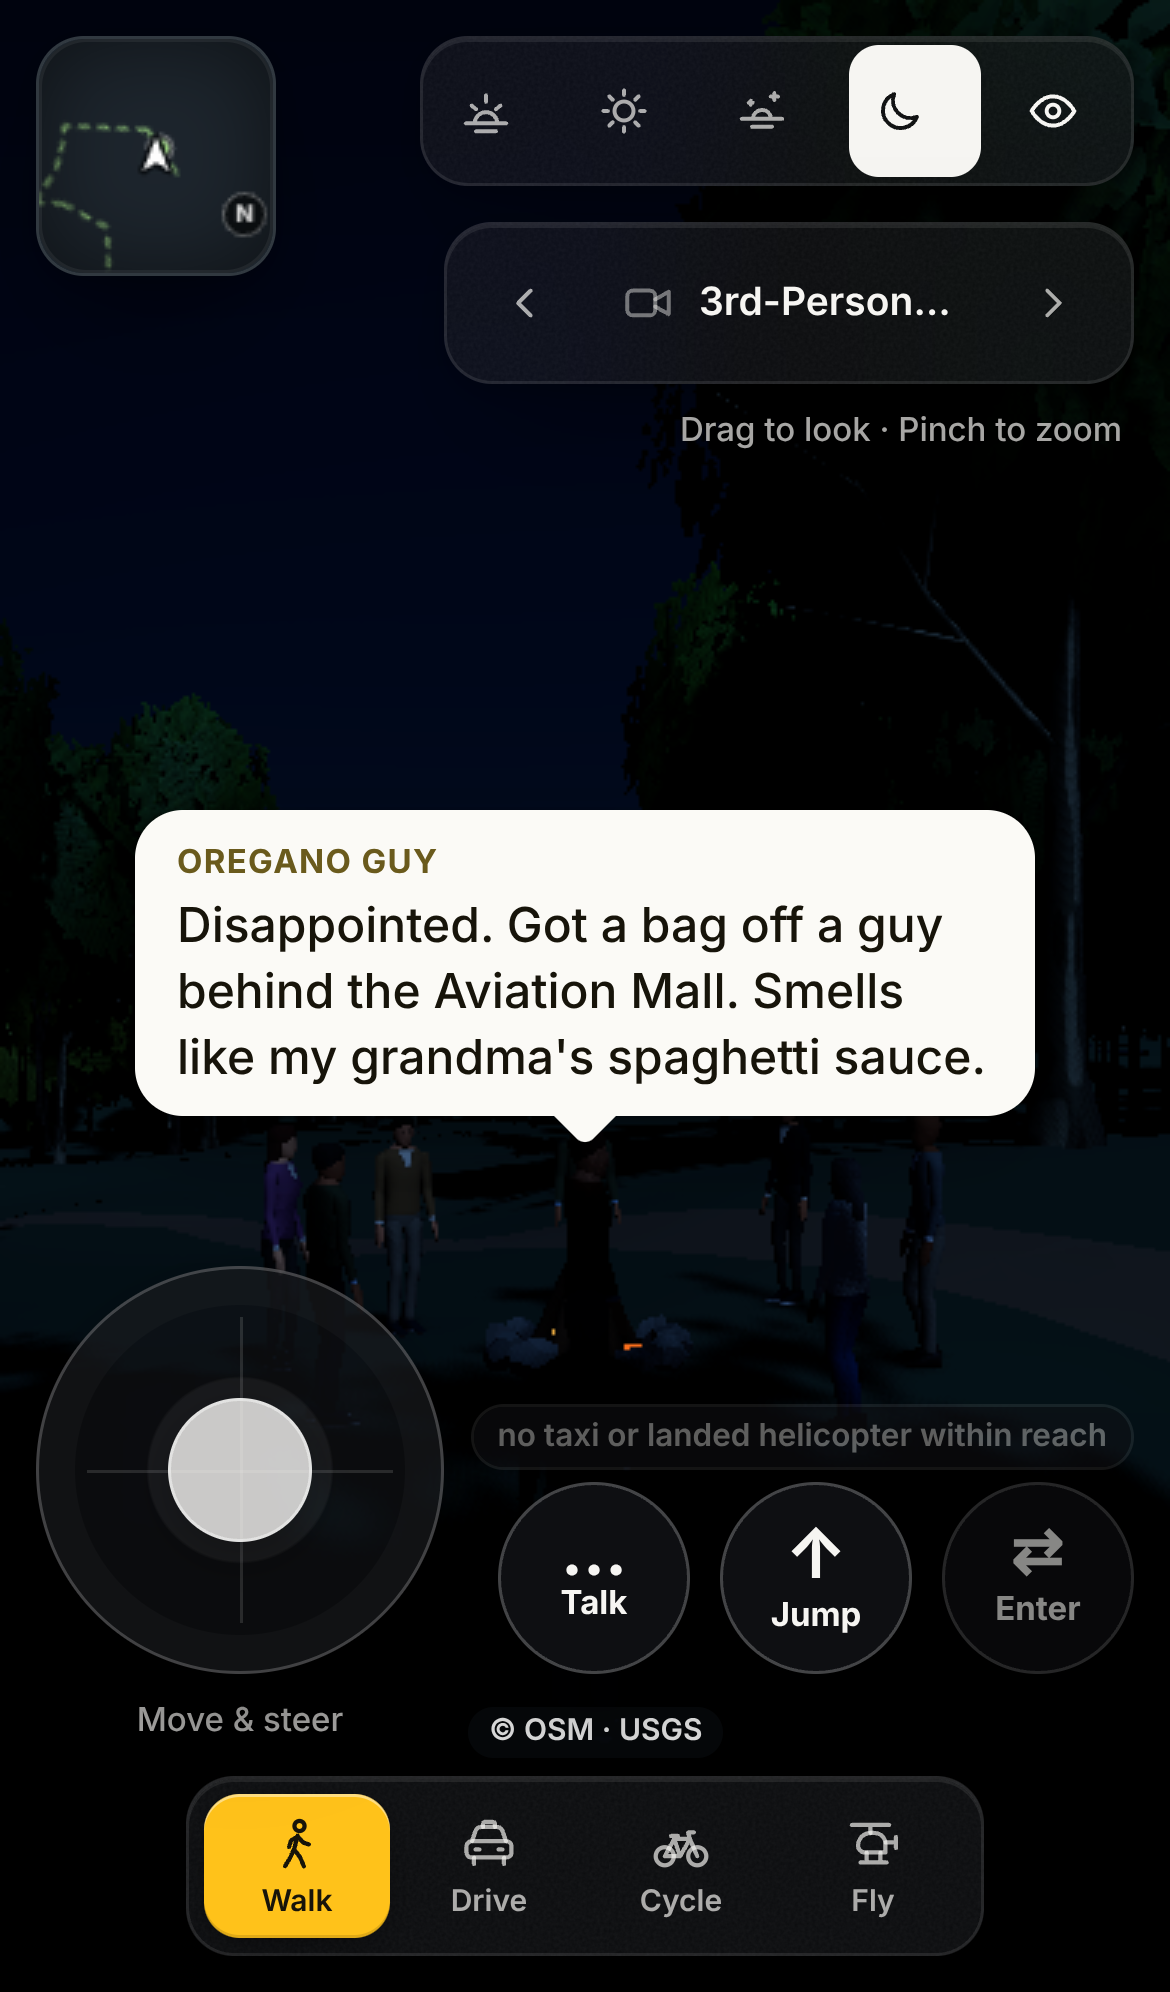 N
3rd-Person...
Drag to look · Pinch to zoom
OREGANO GUY
Disappointed. Got a bag off a guy
behind the Aviation Mall. Smells
like my grandma's spaghetti sauce.
no taxi or landed helicopter within reach
Talk
Jump
Enter
Move & steer
© OSM · USGS
Walk
Drive
Cycle
Fly